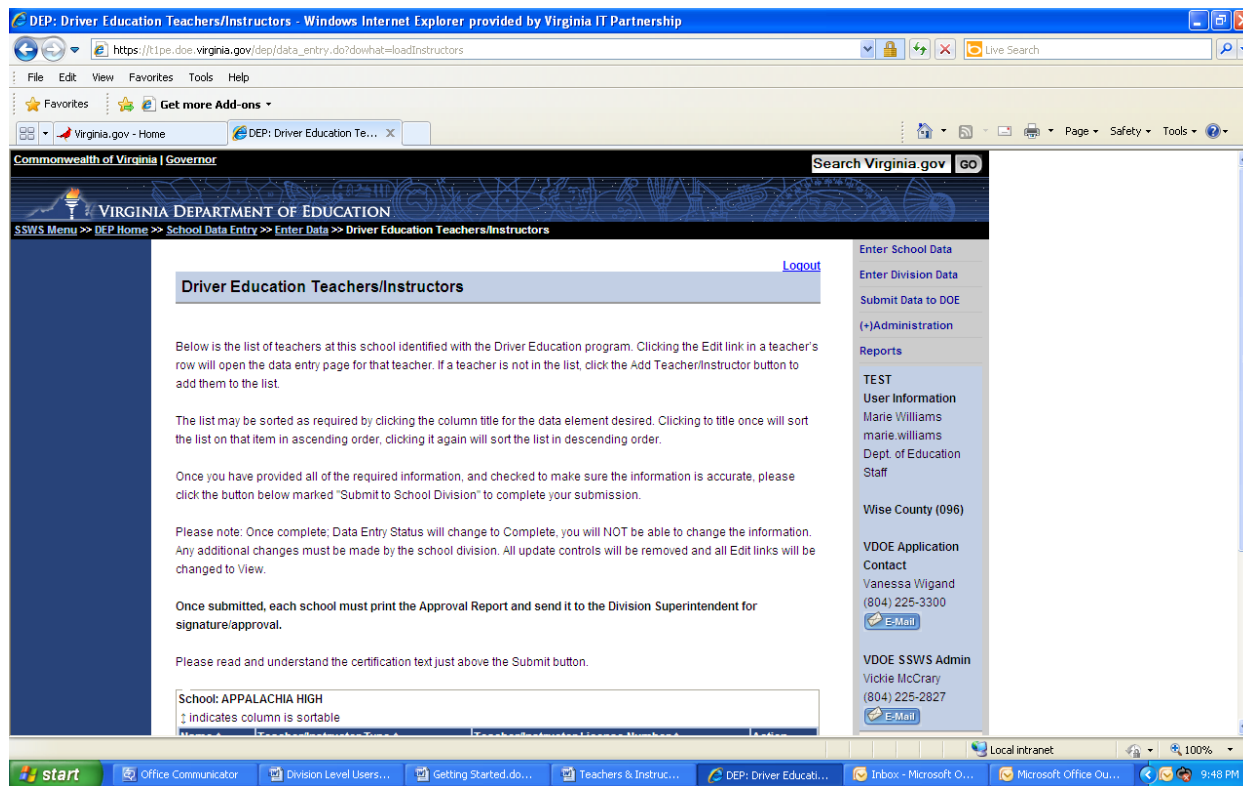 DEP: Driver Education Teachers/Instructors - Windows Internet Explorer provided by Virginia IT Partnership
https://t1pe.doe.virginia.gov/dep/data_entry.do?dowhat=loadInstructors
Live Search
File Edit View Favorites Tools Help
Favorites Get more Add-ons
Virginia.gov - Home DEP: Driver Education Te... X
Page Safety Tools
Commonwealth of Virginia | Governor
Search Virginia.gov GO
VIRGINIA DEPARTMENT OF EDUCATION
SSWS Menu >> DEP Home >> School Data Entry >> Enter Data >> Driver Education Teachers/Instructors
Logout
Driver Education Teachers/Instructors
Below is the list of teachers at this school identified with the Driver Education program. Clicking the Edit link in a teacher's
row will open the data entry page for that teacher. If a teacher is not in the list, click the Add Teacher/Instructor button to
add them to the list.
The list may be sorted as required by clicking the column title for the data element desired. Clicking to title once will sort
the list on that item in ascending order, clicking it again will sort the list in descending order.
Once you have provided all of the required information, and checked to make sure the information is accurate, please
click the button below marked "Submit to School Division" to complete your submission.
Please note: Once complete; Data Entry Status will change to Complete, you will NOT be able to change the information.
Any additional changes must be made by the school division. All update controls will be removed and all Edit links will be
changed to View.
Once submitted, each school must print the Approval Report and send it to the Division Superintendent for
signature/approval.
Please read and understand the certification text just above the Submit button.
School: APPALACHIA HIGH
↕ indicates column is sortable
Name ↕ Teacher/Instructor Type ↕ Teacher/Instructor License Number ↕ Action
Enter School Data
Enter Division Data
Submit Data to DOE
(+)Administration
Reports
TEST
User Information
Marie Williams
marie.williams
Dept. of Education
Staff
Wise County (096)
VDOE Application
Contact
Vanessa Wigand
(804) 225-3300
E-Mail
VDOE SSWS Admin
Vickie McCrary
(804) 225-2827
E-Mail
Local intranet 100%
start Office Communicator Division Level Users... Getting Started.do... Teachers & Instruc... DEP: Driver Educati... Inbox - Microsoft O... Microsoft Office Ou... 9:48 PM